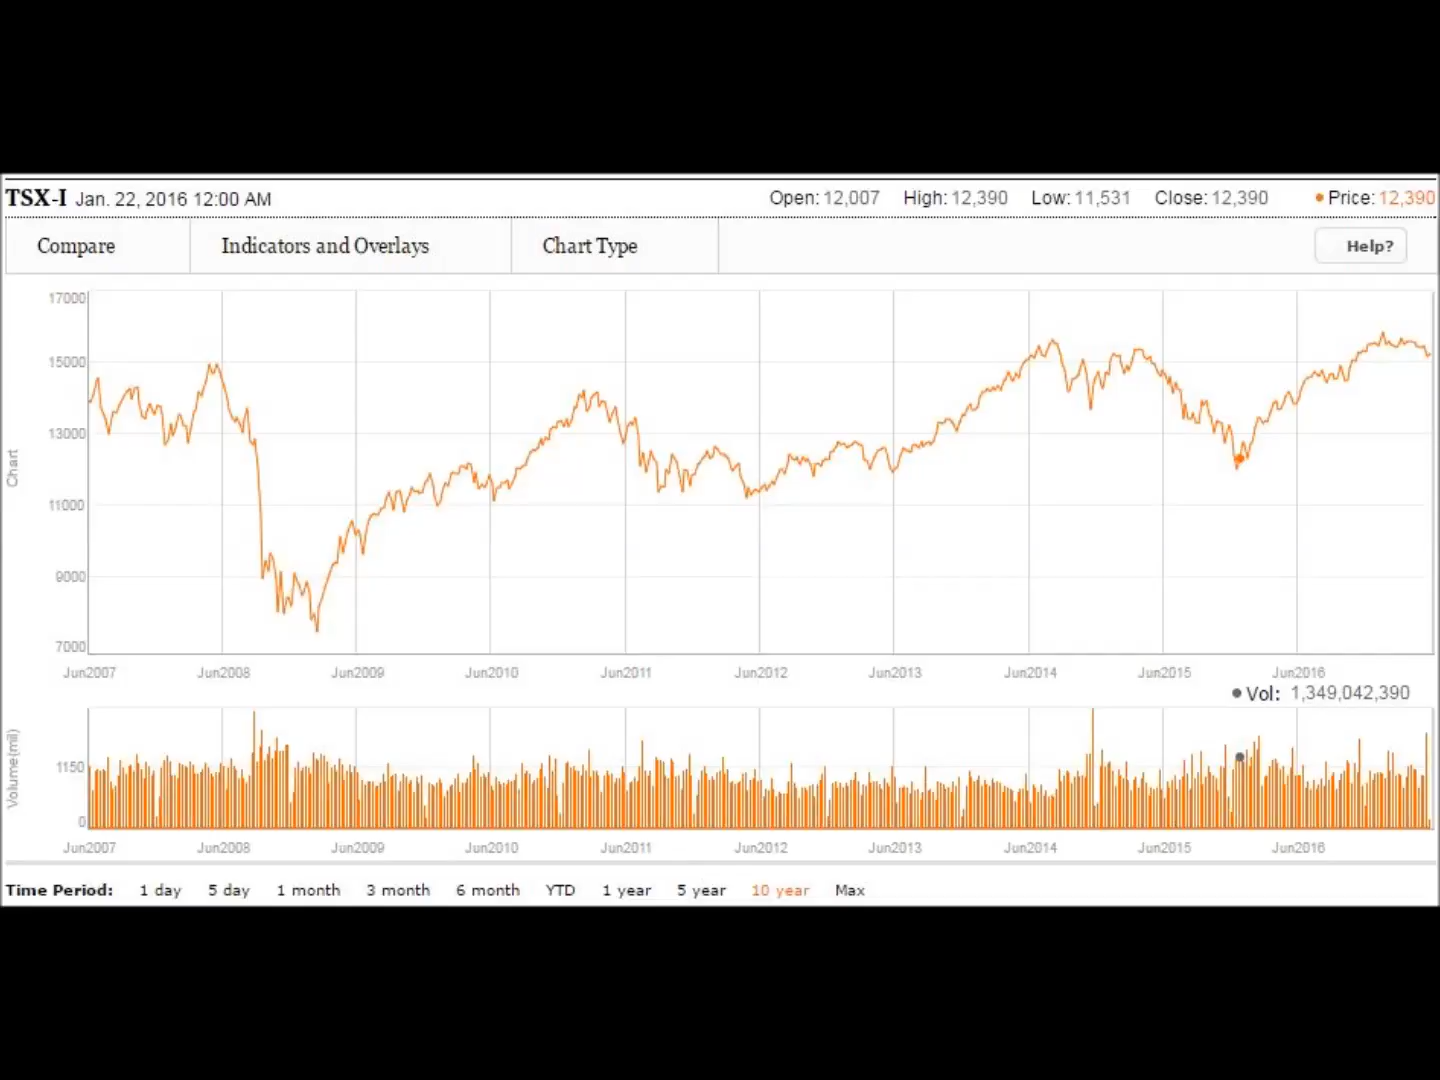 TSX-I Jan. 22, 2016 12:00 AM Open: 12,007 High: 12,390 Low: 11,531 Close: 12,390 Price: 12,390
Compare Indicators and Overlays Chart Type Help?
17000
15000
13000
11000
9000
7000
Chart
Jun2007 Jun2008 Jun2009 Jun2010 Jun2011 Jun2012 Jun2013 Jun2014 Jun2015 Jun2016
Vol: 1,349,042,390
1150
0
Volume(mil)
Jun2007 Jun2008 Jun2009 Jun2010 Jun2011 Jun2012 Jun2013 Jun2014 Jun2015 Jun2016
Time Period: 1 day 5 day 1 month 3 month 6 month YTD 1 year 5 year 10 year Max